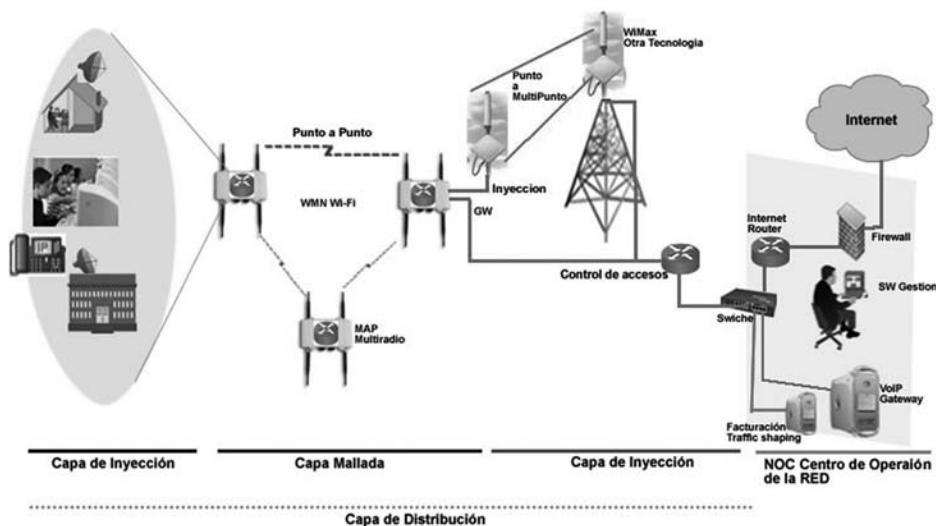 WiMax
Otra Tecnologia
Punto
a
MultiPunto
Internet
Punto a Punto
Inyeccion
WMN Wi-Fi
GW
Internet
Router
Firewall
Control de accesos
SW Gestion
IP
Swiche
MAP
Multiradio
VoIP
Gateway
Facturación
Traffic shaping
Capa de Inyección
Capa Mallada
Capa de Inyección
NOC Centro de Operaión
de la RED
Capa de Distribución